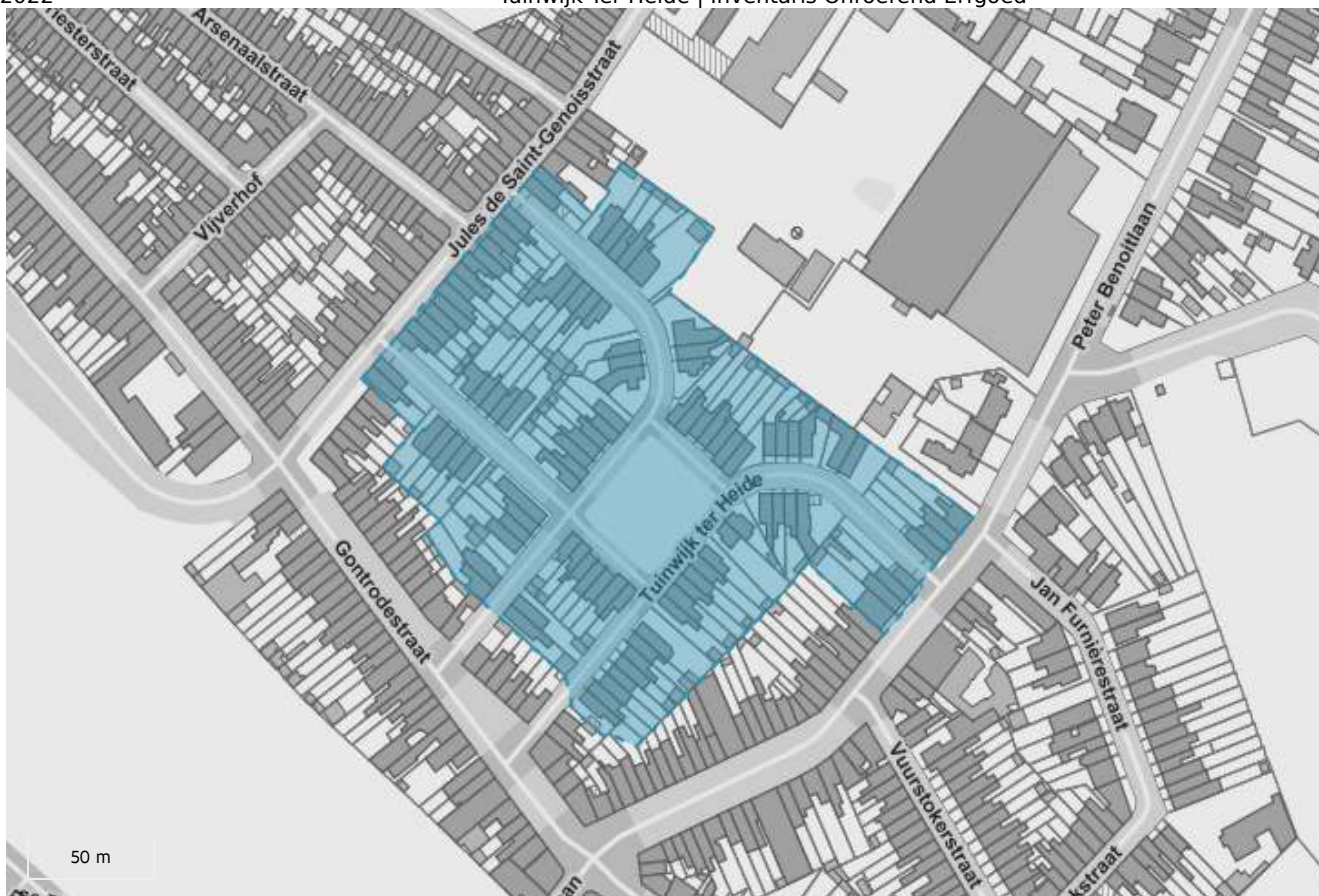 2022
Tuinwijk Ter Heide | Inventaris Onroerend Erfgoed
Arsenaalstraat
Jules de Saint-Genoisstraat
Vijverhof
Peter Benoitlaan
Tuinwijk ter Heide
Gontrodestraat
Jan Furnièrestraat
Vuurstokerstraat
50 m